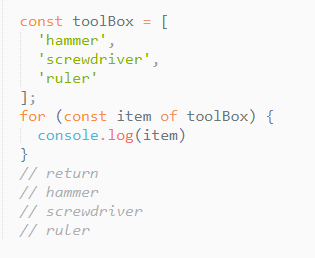 const toolBox = [
  'hammer',
  'screwdriver',
  'ruler'
];
for (const item of toolBox) {
  console.log(item)
}
// return
// hammer
// screwdriver
// ruler